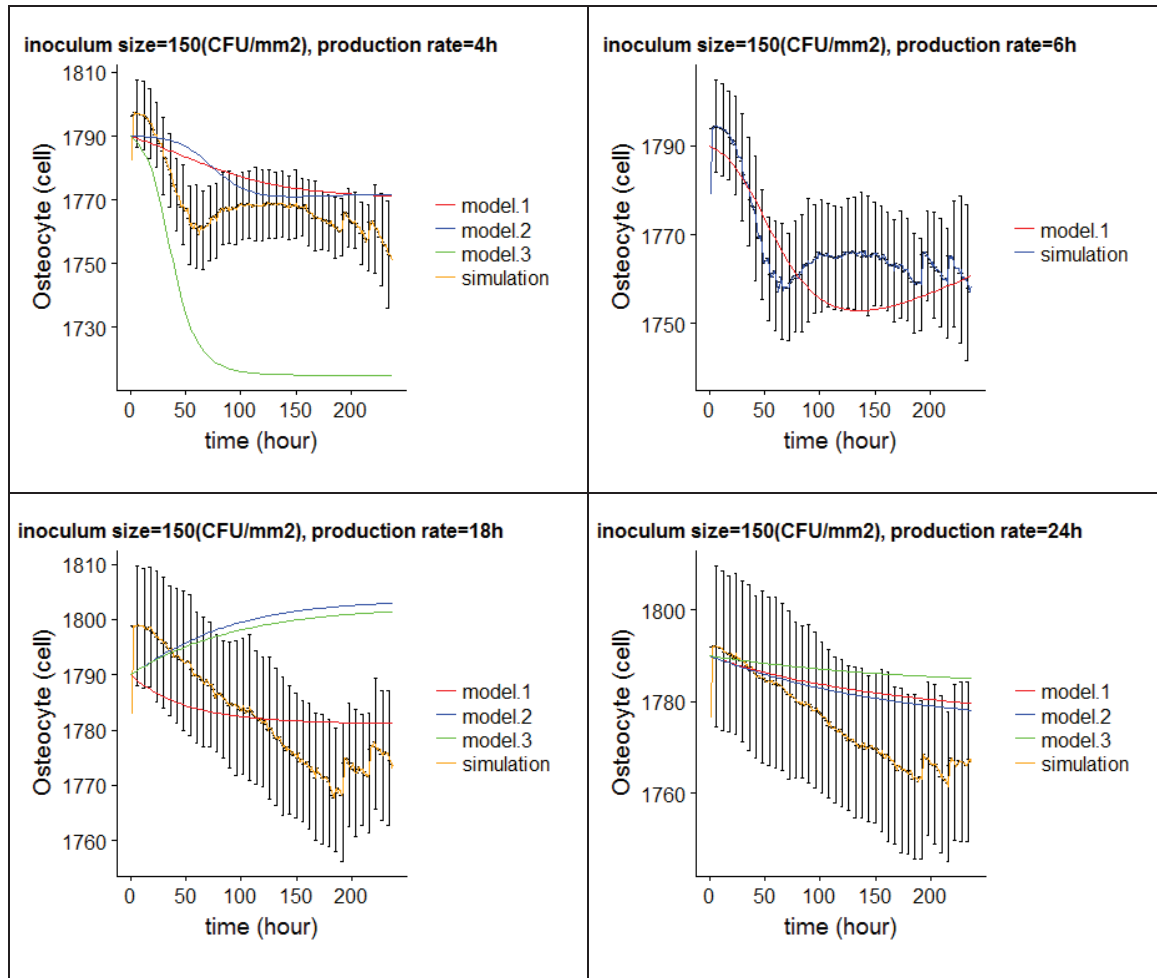 inoculum size=150(CFU/mm2), production rate=4h
1810
1790
1770
1750
1730
Osteocyte (cell)
0 50 100 150 200
time (hour)
model.1
model.2
model.3
simulation
inoculum size=150(CFU/mm2), production rate=6h
1790
1770
1750
Osteocyte (cell)
0 50 100 150 200
time (hour)
model.1
simulation
inoculum size=150(CFU/mm2), production rate=18h
1810
1800
1790
1780
1770
1760
Osteocyte (cell)
0 50 100 150 200
time (hour)
model.1
model.2
model.3
simulation
inoculum size=150(CFU/mm2), production rate=24h
1800
1780
1760
Osteocyte (cell)
0 50 100 150 200
time (hour)
model.1
model.2
model.3
simulation